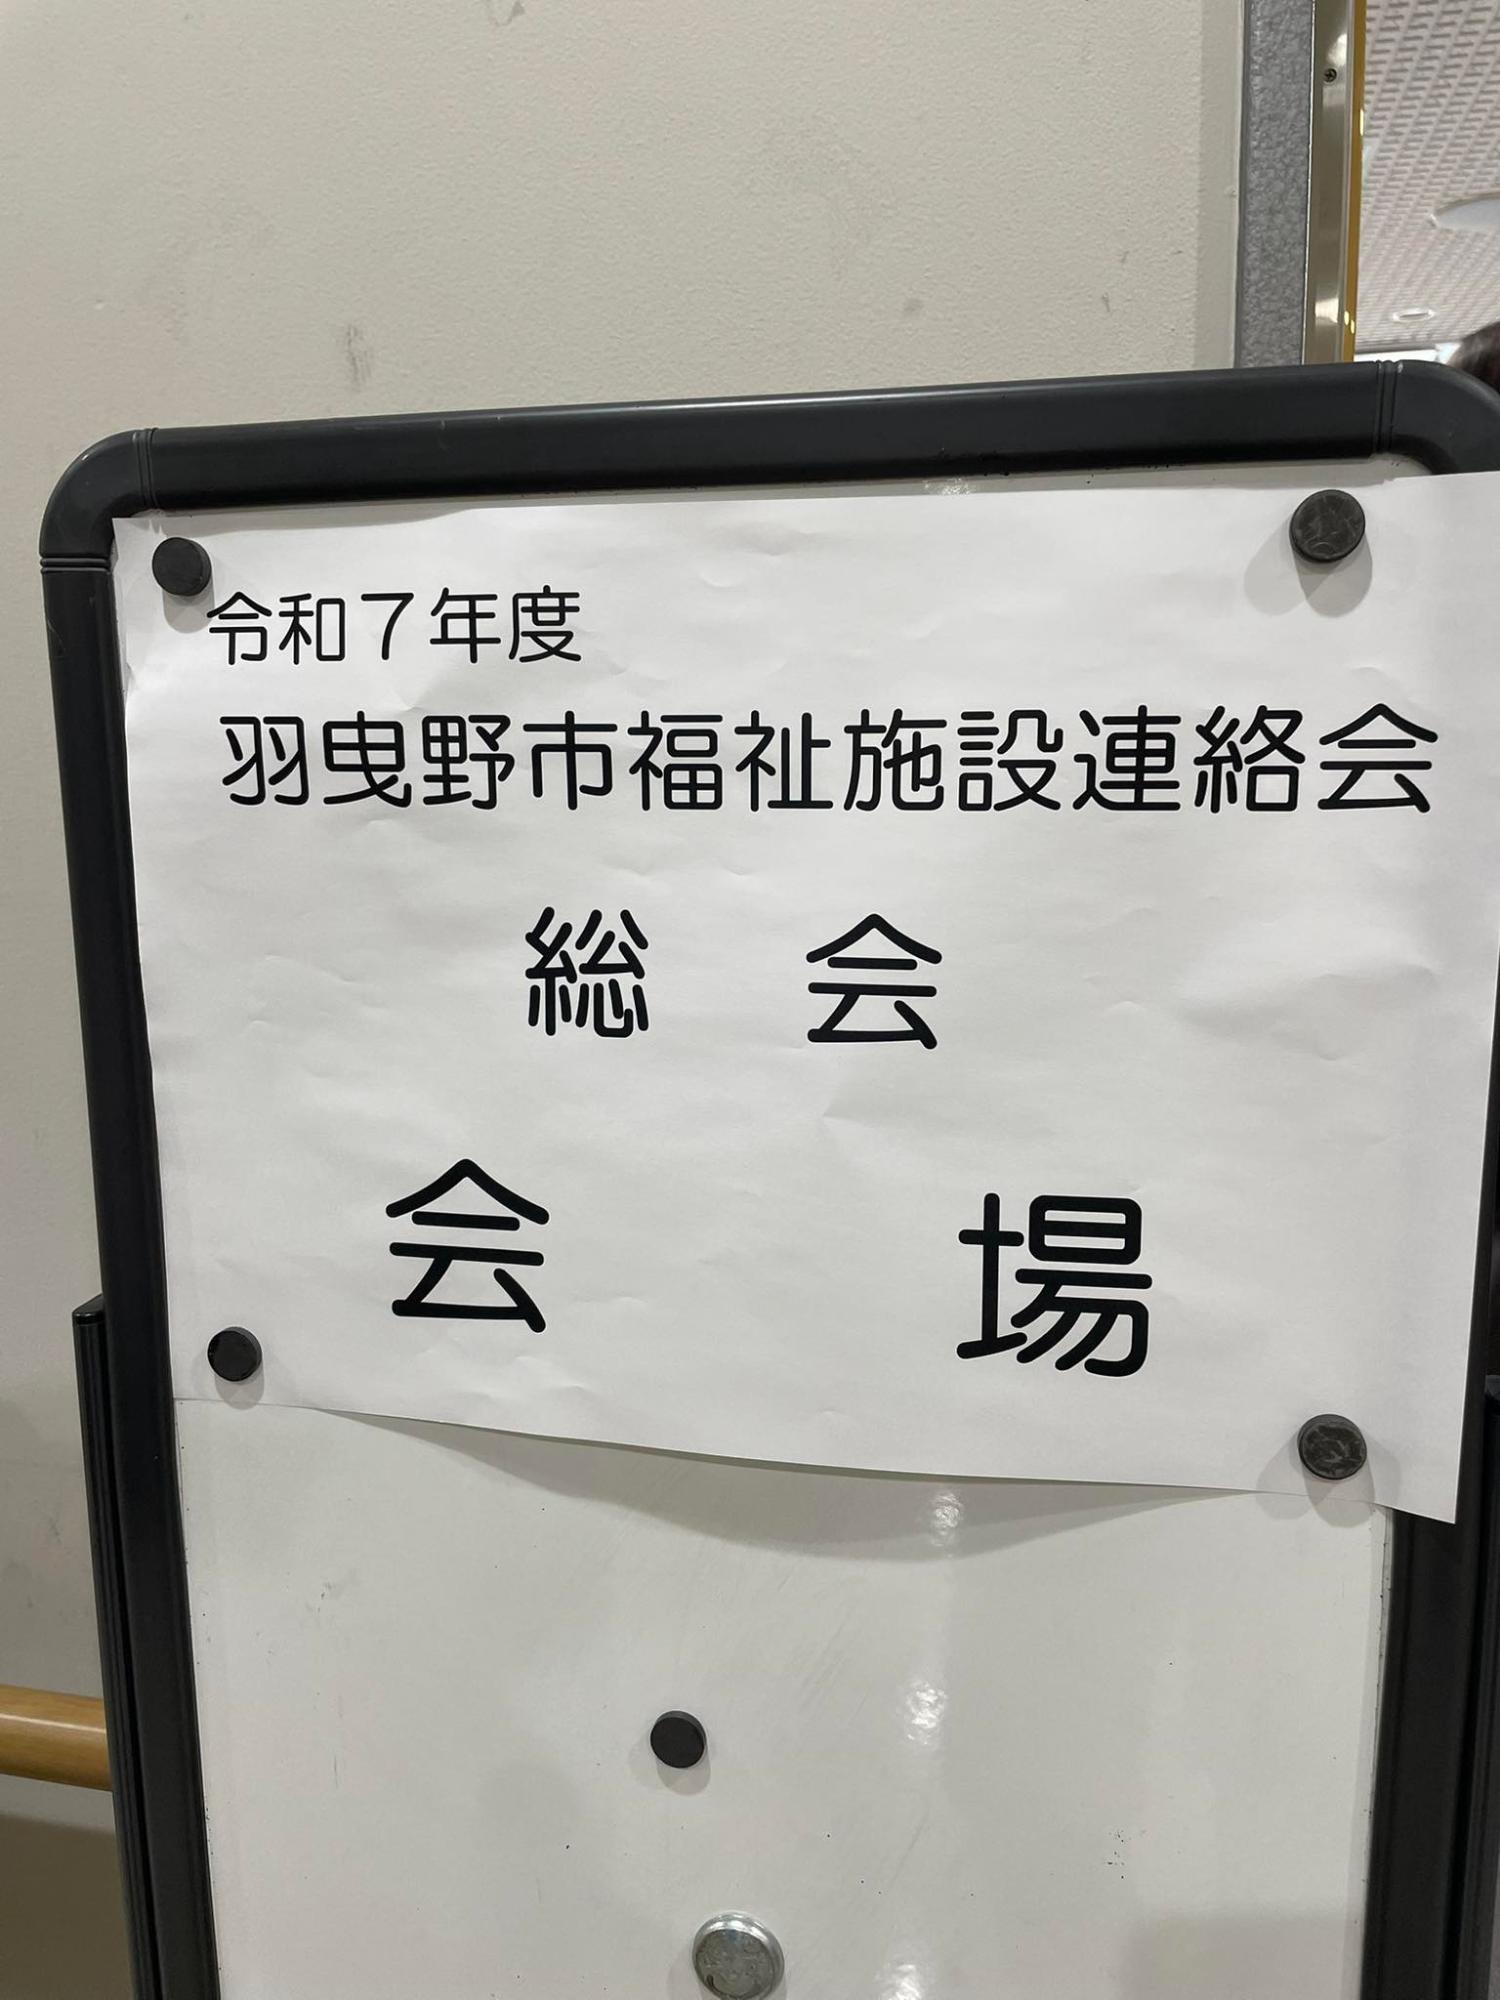 令和７年度
羽曳野市福祉施設連絡会
総　会
会　場